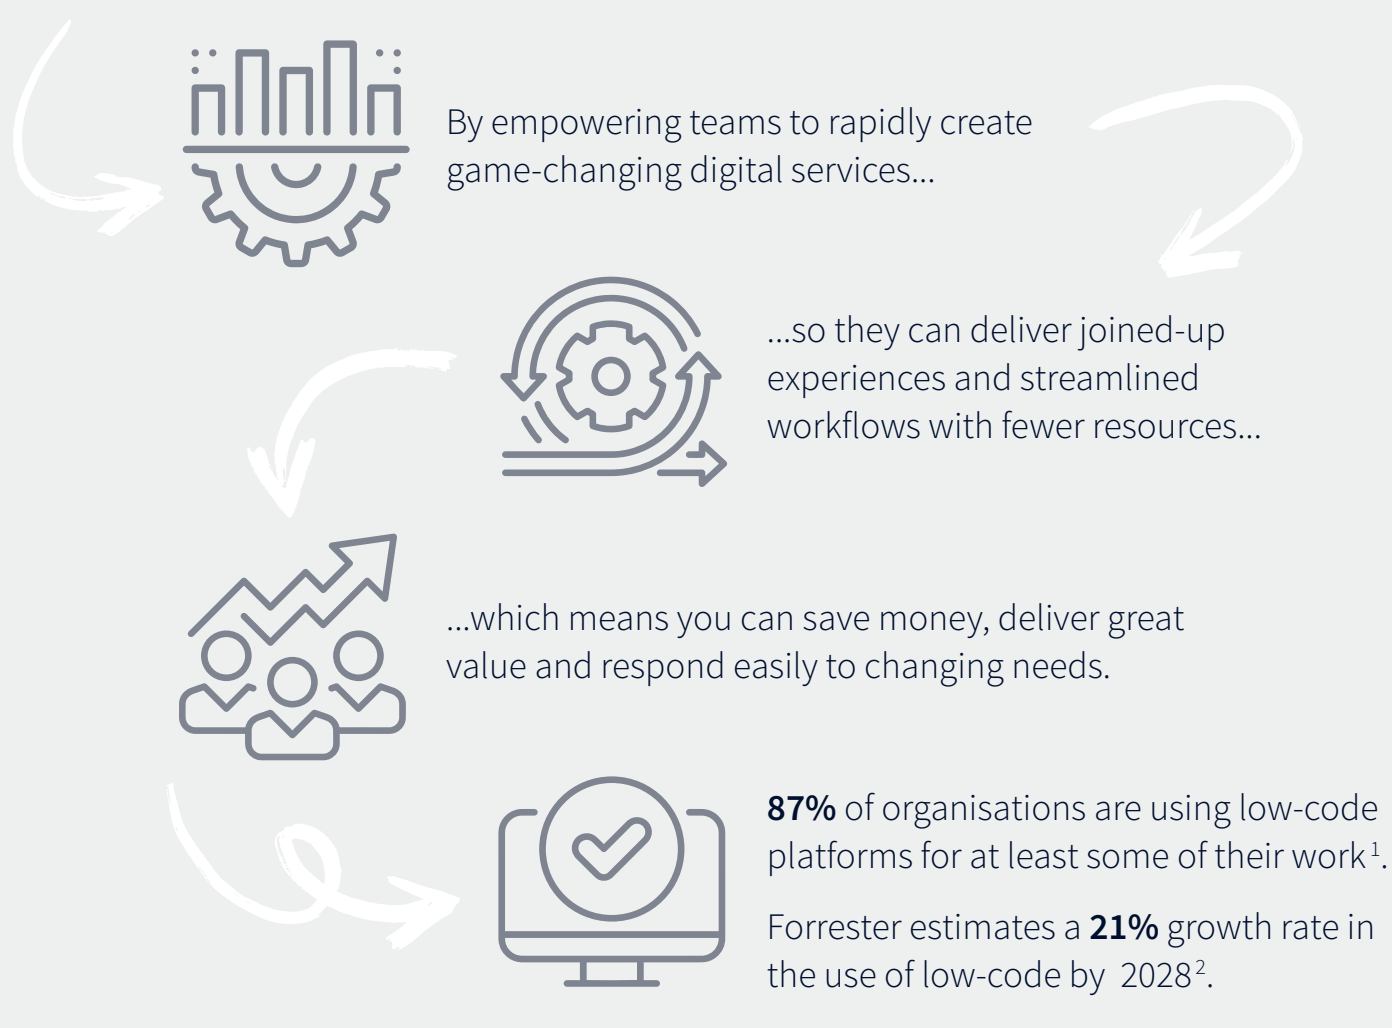 By empowering teams to rapidly create
game-changing digital services...
...so they can deliver joined-up
experiences and streamlined
workflows with fewer resources...
...which means you can save money, deliver great
value and respond easily to changing needs.
87% of organisations are using low-code
platforms for at least some of their work¹.
Forrester estimates a 21% growth rate in
the use of low-code by  2028².